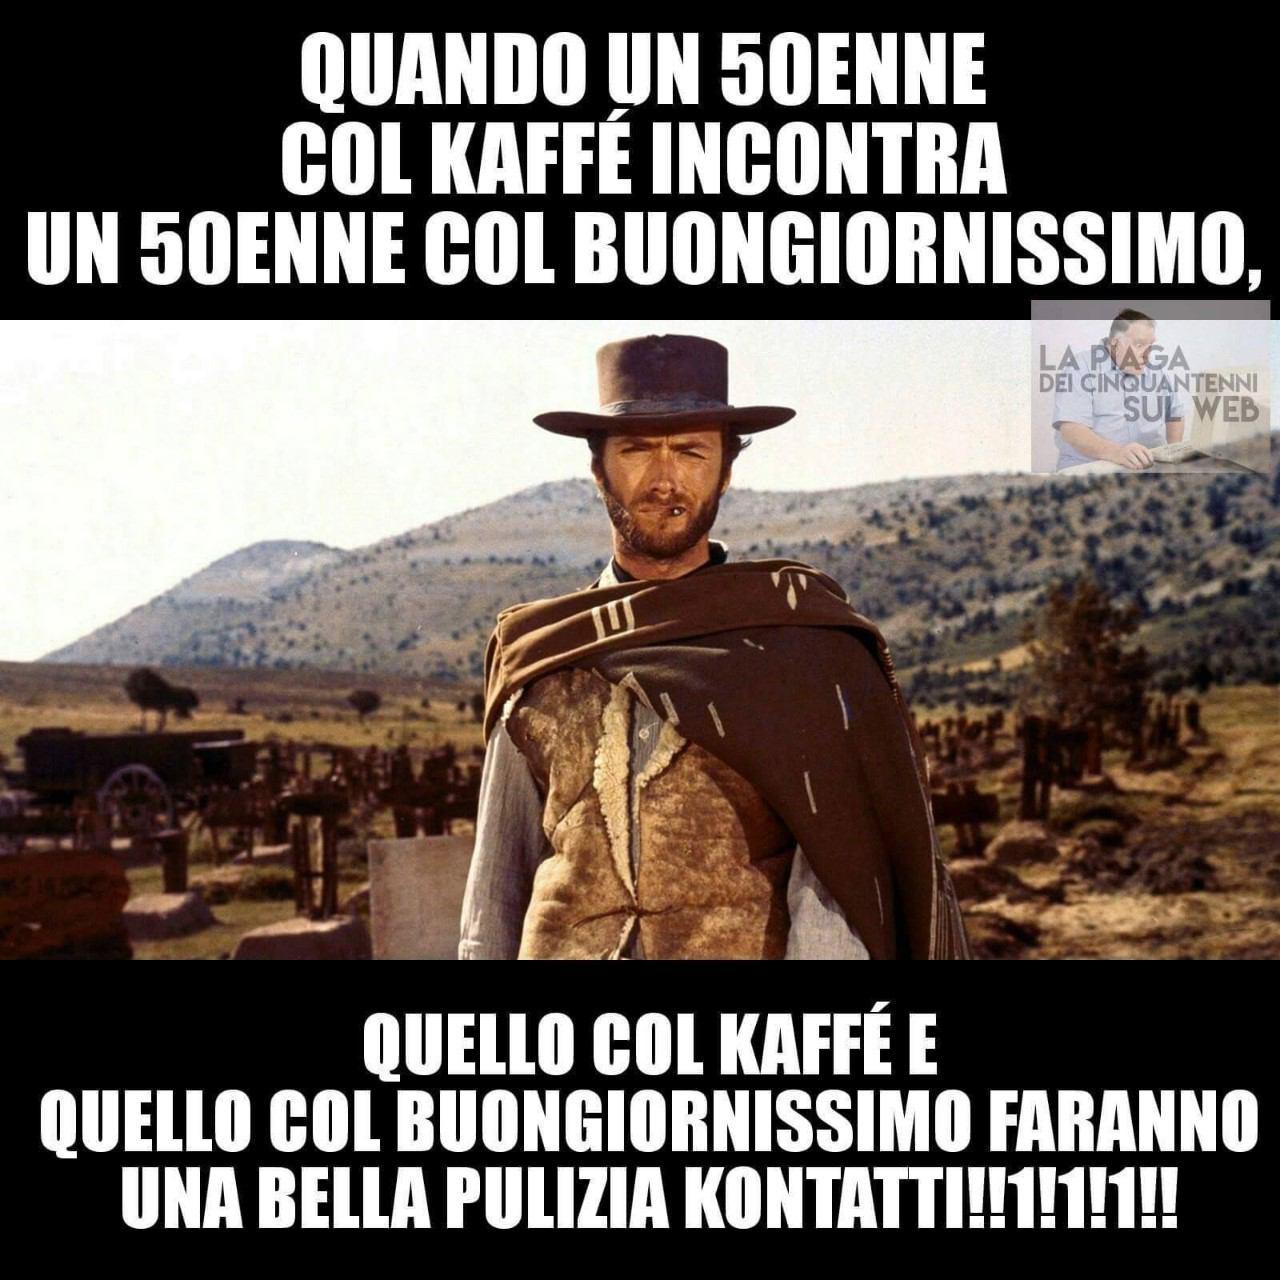 QUANDO UN 50ENNE
COL KAFFÉ INCONTRA
UN 50ENNE COL BUONGIORNISSIMO,
LA PIAGA
DEI CINQUANTENNI
SUL WEB
QUELLO COL KAFFÉ E
QUELLO COL BUONGIORNISSIMO FARANNO
UNA BELLA PULIZIA KONTATTI!!1!1!1!!